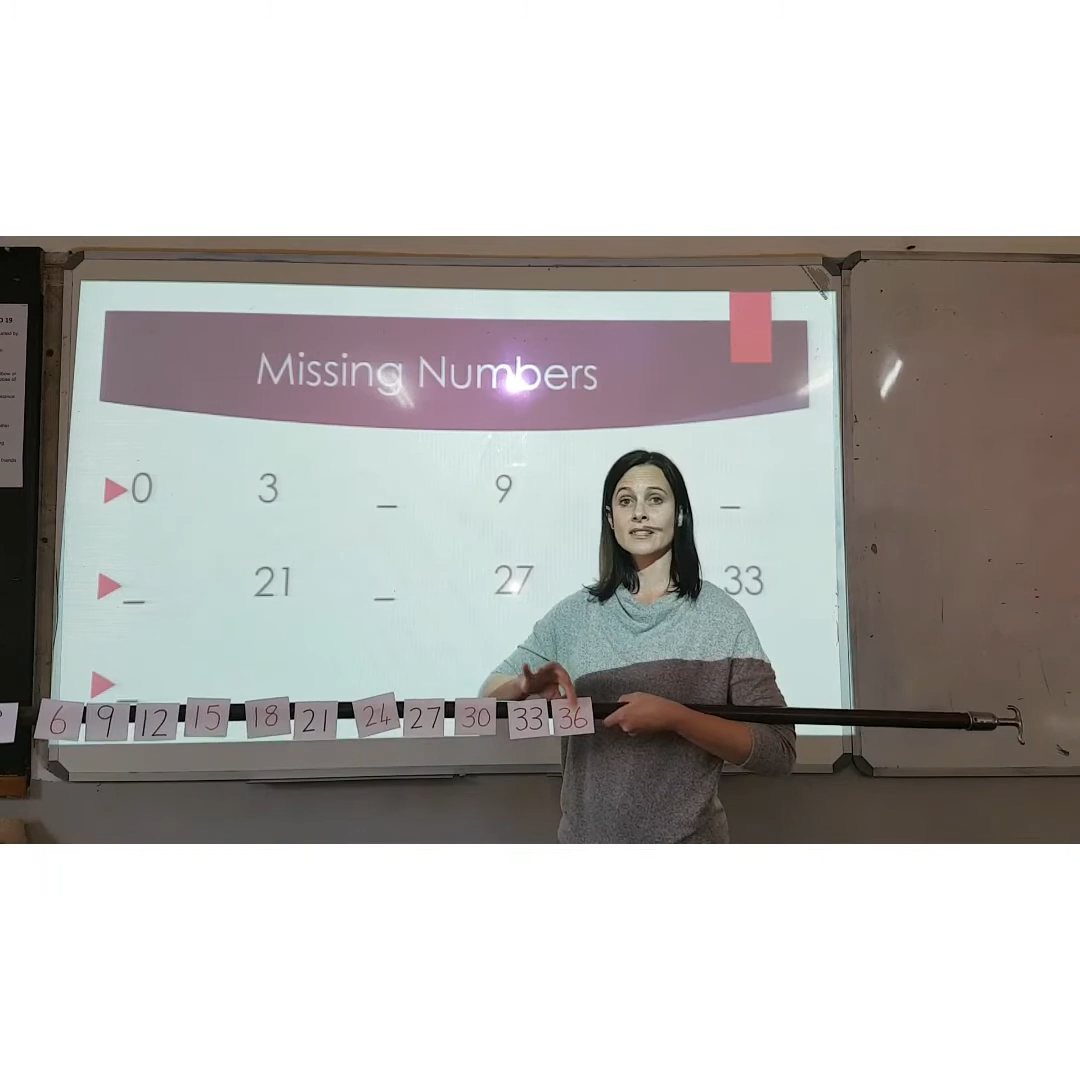 Missing Numbers
0 3 _ 9 _
_ 21 _ 27 33
_
6 9 12 15 18 21 24 27 30 33 36